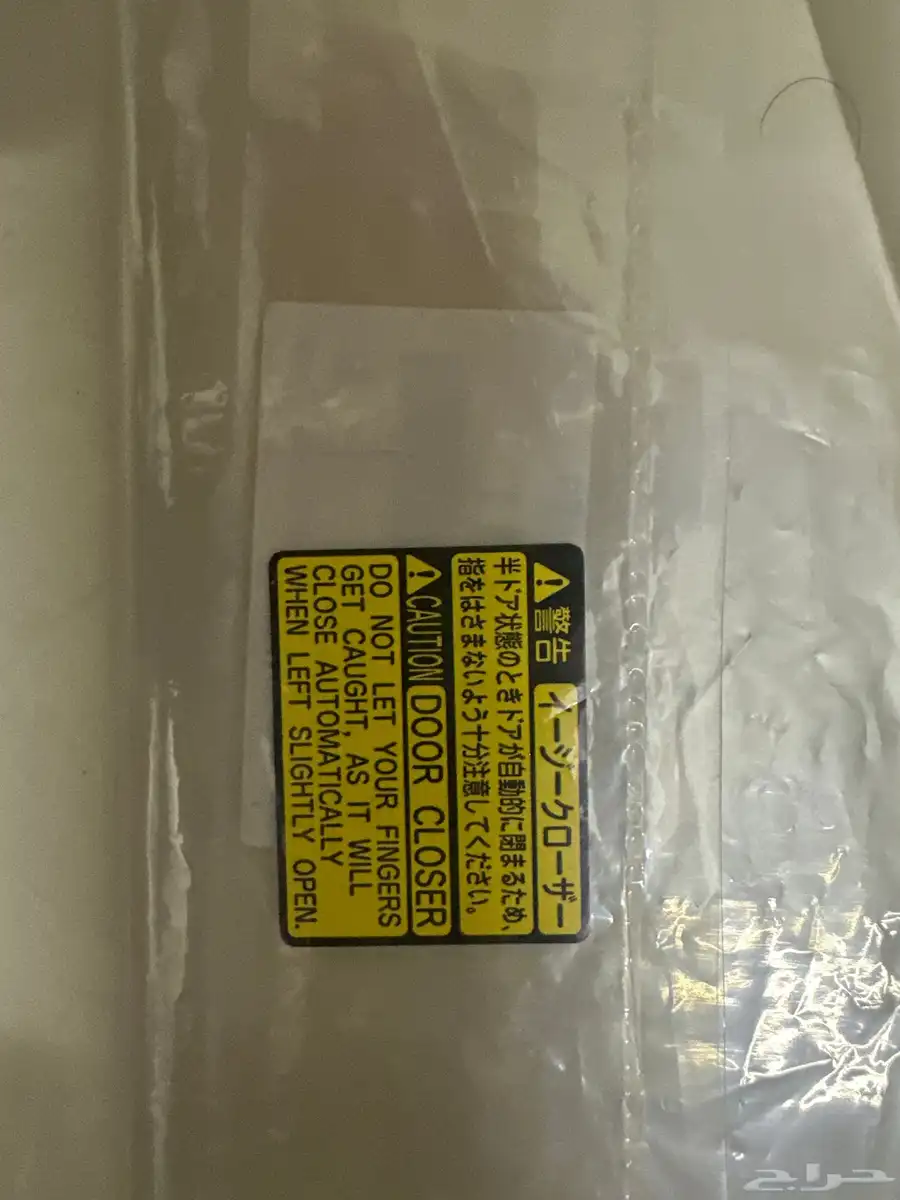 警告 イージークローザー
半ドア状態のときドアが自動的に閉まるため、
指をはさまないよう十分注意してください。
CAUTION DOOR CLOSER
DO NOT LET YOUR FINGERS
GET CAUGHT, AS IT WILL
CLOSE AUTOMATICALLY
WHEN LEFT SLIGHTLY OPEN.
حراج